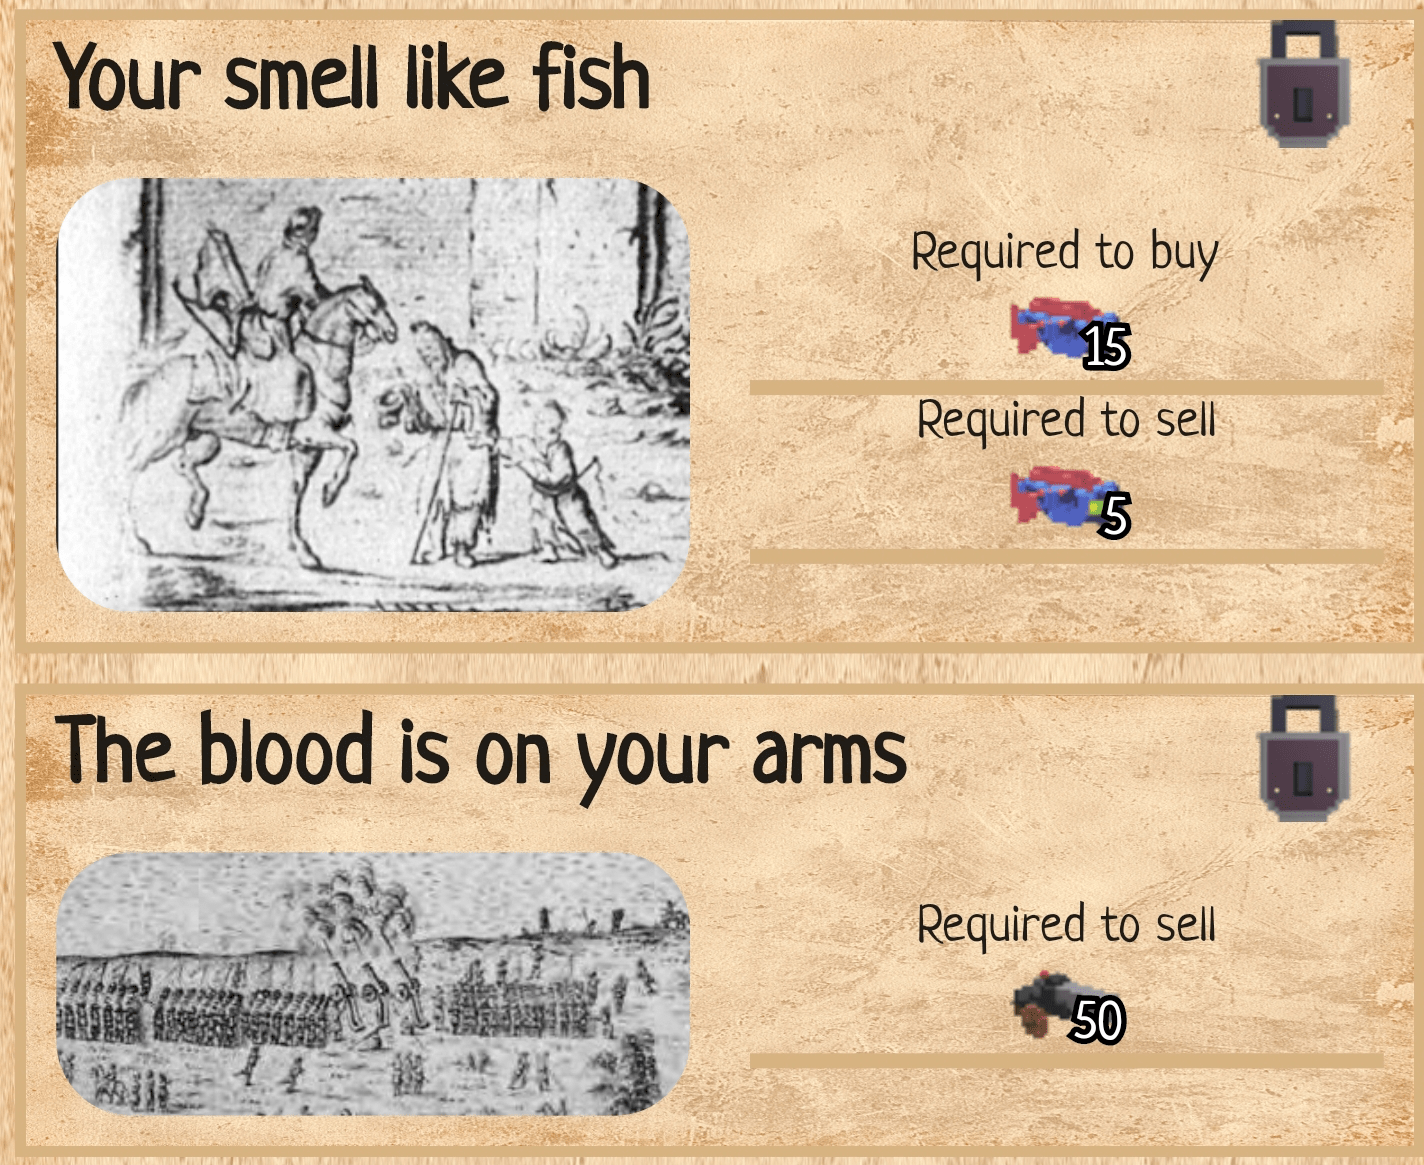 Your smell like fish
Required to buy
15
Required to sell
5
The blood is on your arms
Required to sell
50